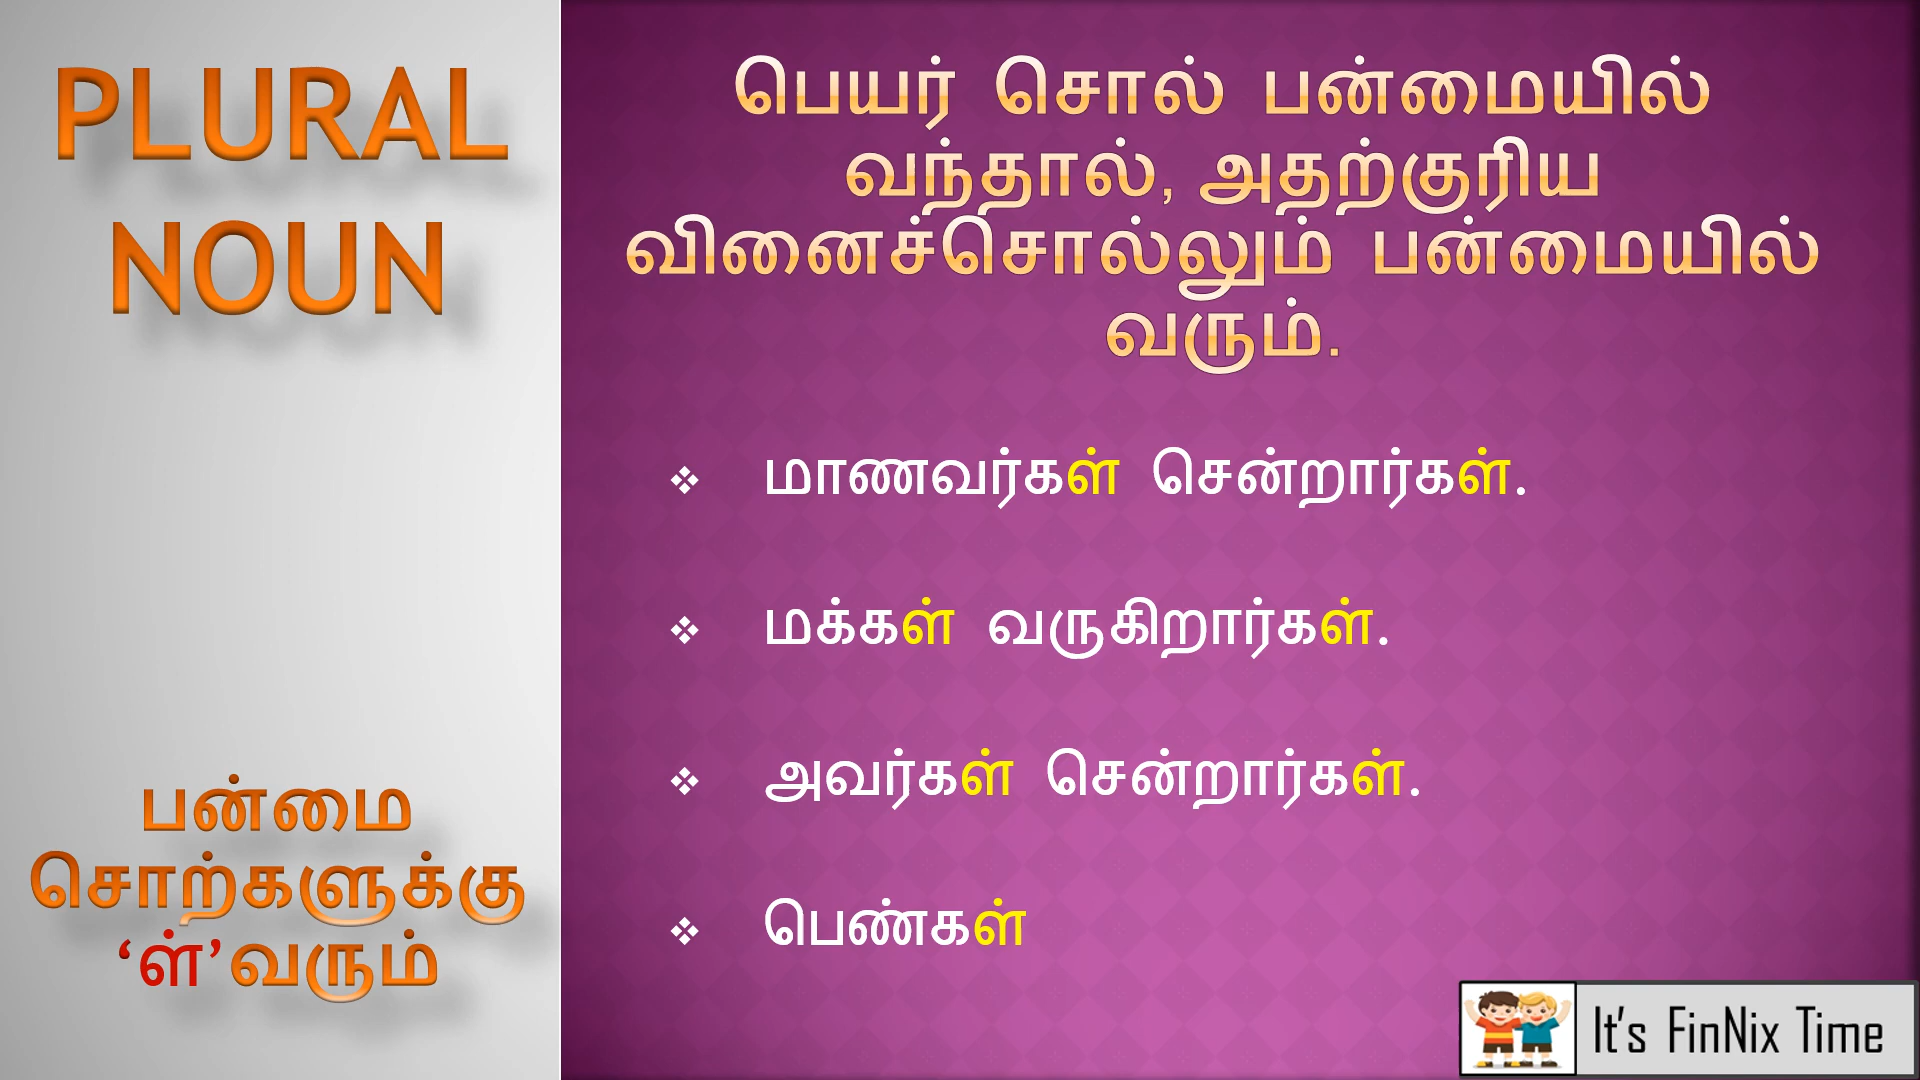 PLURAL
NOUN
பன்மை
சொற்களுக்கு
‘ள்’வரும்
பெயர் சொல் பன்மையில்
வந்தால், அதற்குரிய
வினைச்சொல்லும் பன்மையில்
வரும்.
❖ மாணவர்கள் சென்றார்கள்.
❖ மக்கள் வருகிறார்கள்.
❖ அவர்கள் சென்றார்கள்.
❖ பெண்கள்
It's FinNix Time